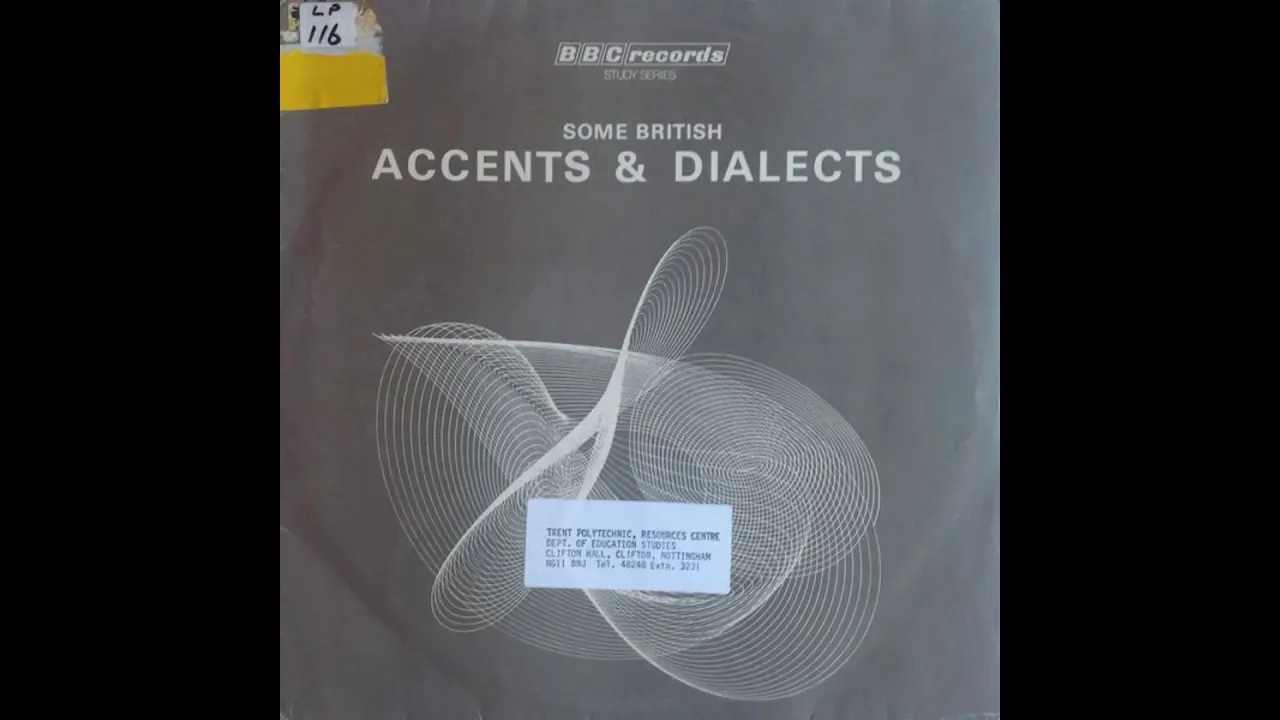 LP
116
BBC records
STUDY SERIES
SOME BRITISH
ACCENTS & DIALECTS
TRENT POLYTECHNIC, RESOURCES CENTRE
DEPT. OF EDUCATION STUDIES
CLIFTON HALL, CLIFTON, NOTTINGHAM
NG11 8NJ Tel. 46246 Extn. 3231